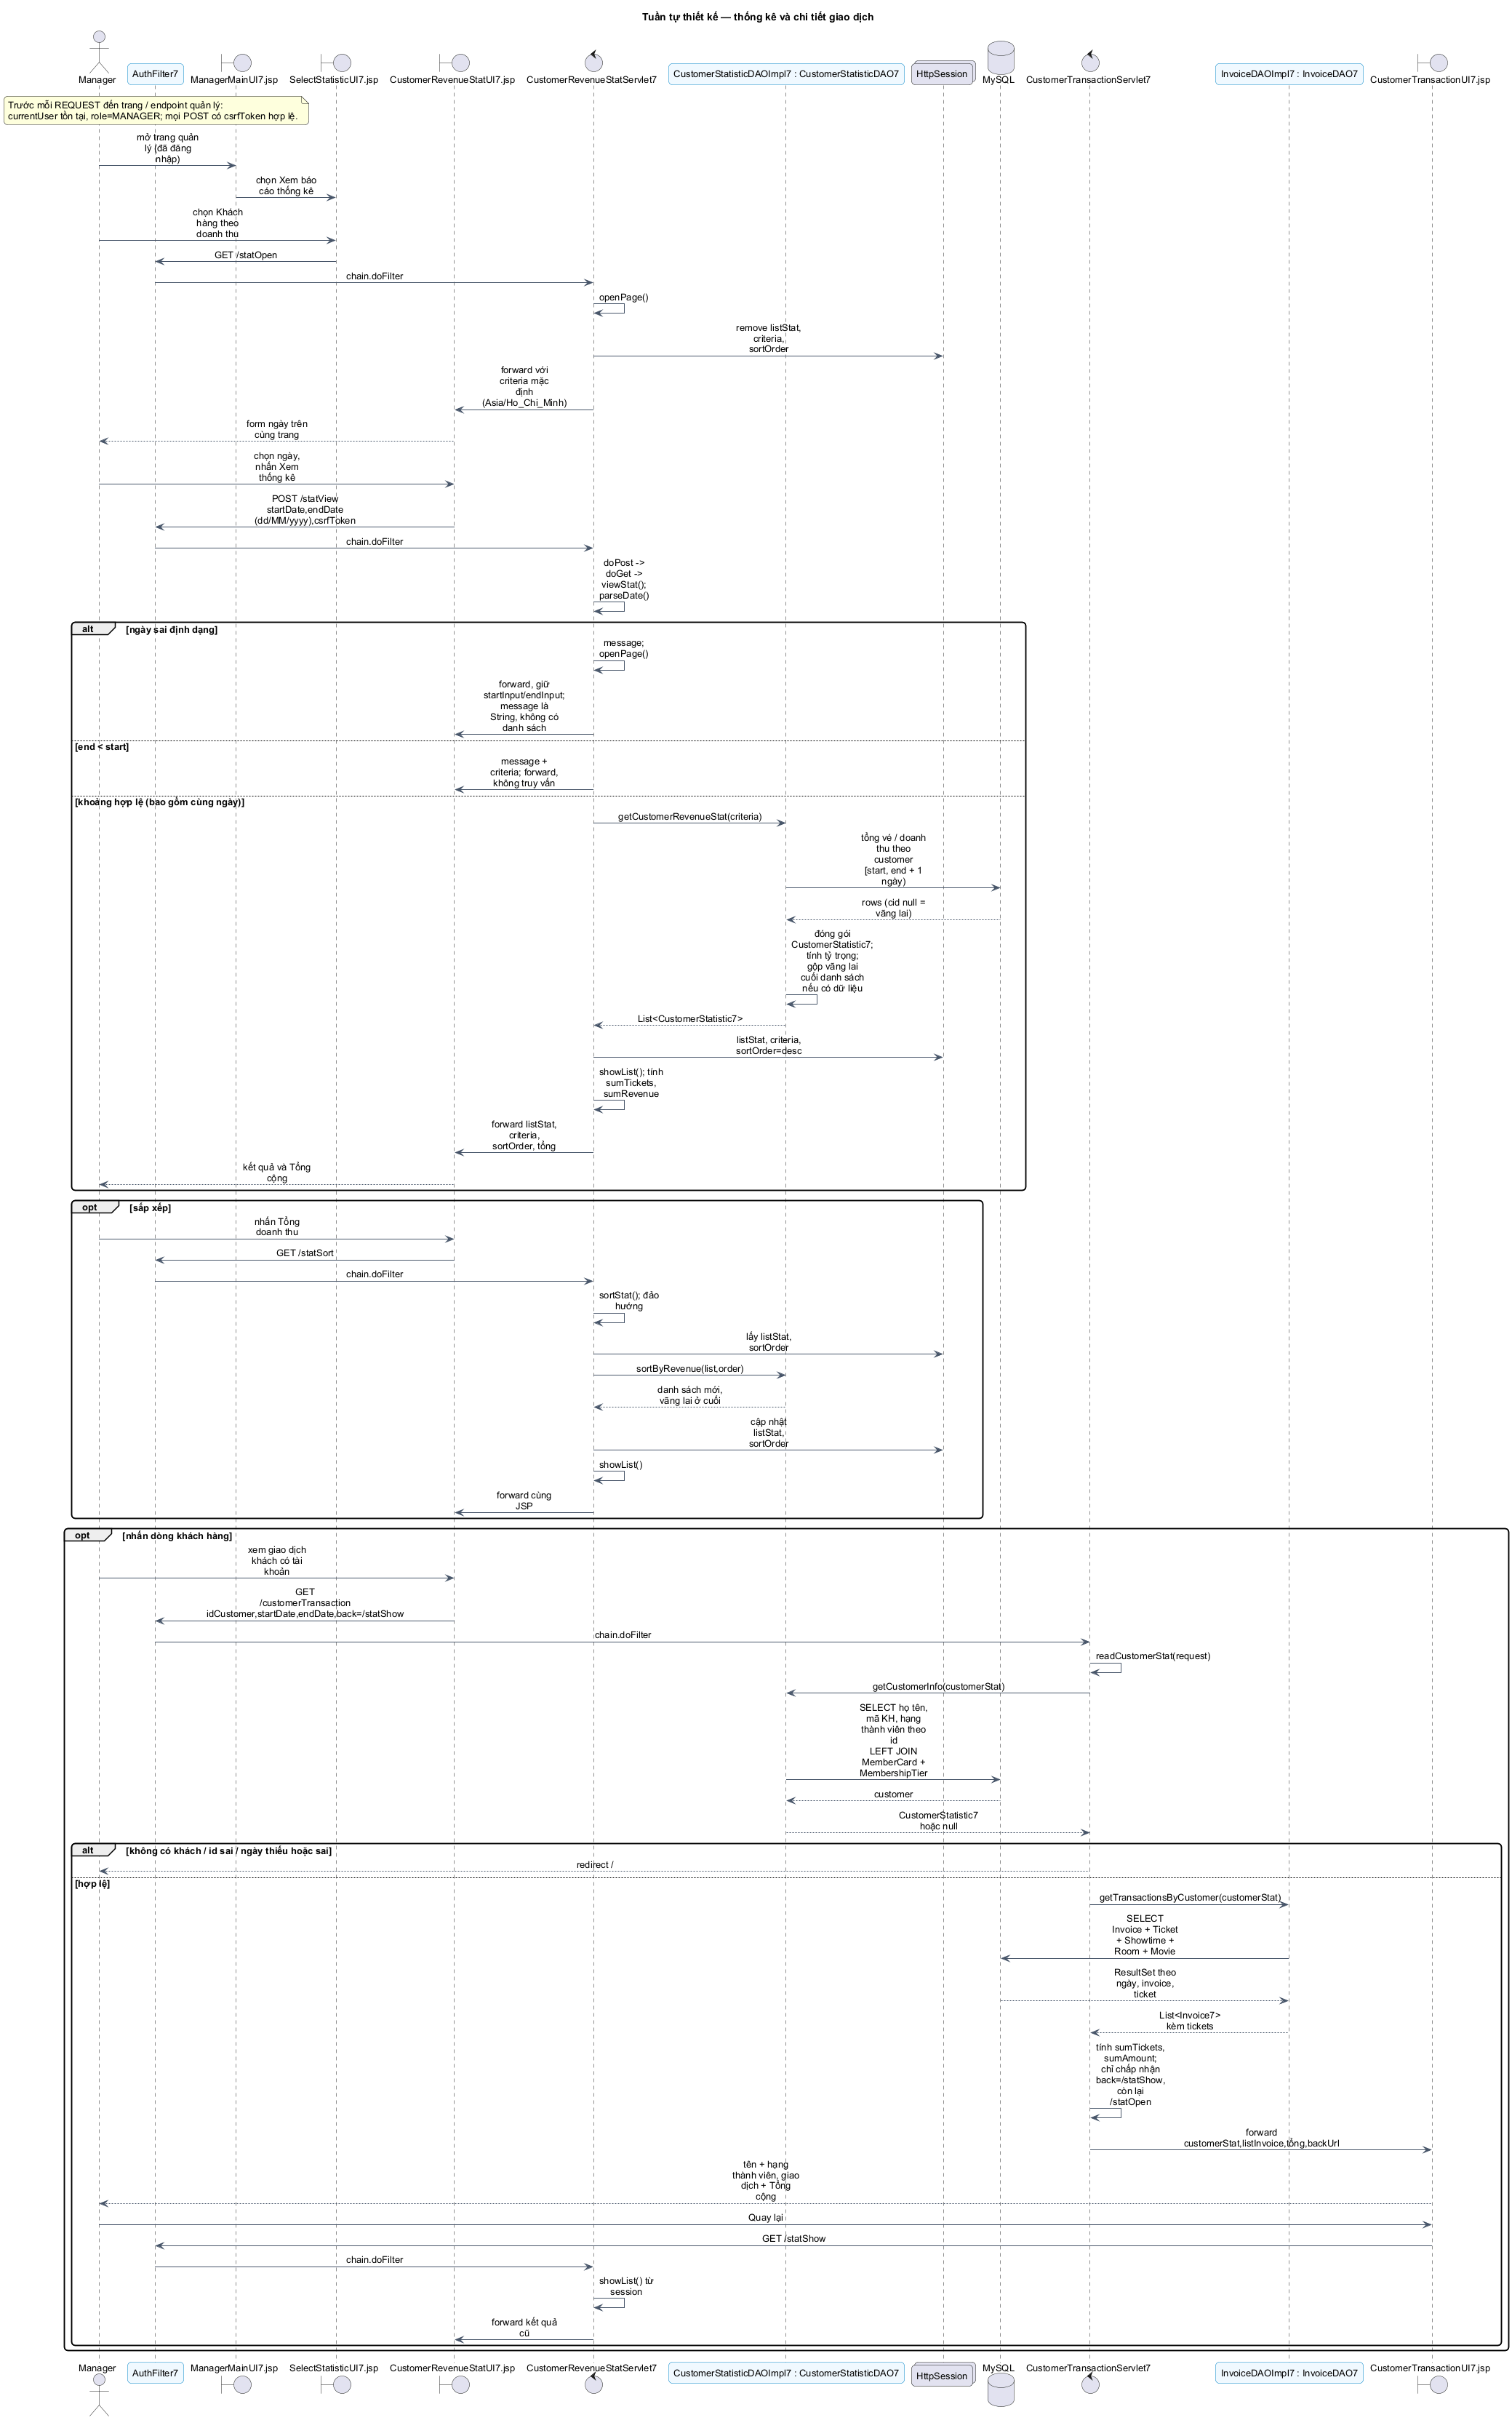 Tuần tự thiết kế — thống kê và chi tiết giao dịch
Manager
AuthFilter7
ManagerMainUI7.jsp
SelectStatisticUI7.jsp
CustomerRevenueStatUI7.jsp
CustomerRevenueStatServlet7
CustomerStatisticDAOImpl7 : CustomerStatisticDAO7
HttpSession
MySQL
CustomerTransactionServlet7
InvoiceDAOImpl7 : InvoiceDAO7
CustomerTransactionUI7.jsp
Trước mỗi REQUEST đến trang / endpoint quản lý:
currentUser tồn tại, role=MANAGER; mọi POST có csrfToken hợp lệ.
mở trang quản
lý (đã đăng
nhập)
chọn Xem báo
cáo thống kê
chọn Khách
hàng theo
doanh thu
GET /statOpen
chain.doFilter
openPage()
remove listStat,
criteria,
sortOrder
forward với
criteria mặc
định
(Asia/Ho_Chi_Minh)
form ngày trên
cùng trang
chọn ngày,
nhấn Xem
thống kê
POST /statView
startDate,endDate
(dd/MM/yyyy),csrfToken
chain.doFilter
doPost ->
doGet ->
viewStat();
parseDate()
alt [ngày sai định dạng]
message;
openPage()
forward, giữ
startInput/endInput;
message là
String, không có
danh sách
[end < start]
message +
criteria; forward,
không truy vấn
[khoảng hợp lệ (bao gồm cùng ngày)]
getCustomerRevenueStat(criteria)
tổng vé / doanh
thu theo
customer
[start, end + 1
ngày)
rows (cid null =
vãng lai)
đóng gói
CustomerStatistic7;
tính tỷ trọng;
gộp vãng lai
cuối danh sách
nếu có dữ liệu
List<CustomerStatistic7>
listStat, criteria,
sortOrder=desc
showList(); tính
sumTickets,
sumRevenue
forward listStat,
criteria,
sortOrder, tổng
kết quả và Tổng
cộng
opt [sắp xếp]
nhấn Tổng
doanh thu
GET /statSort
chain.doFilter
sortStat(); đảo
hướng
lấy listStat,
sortOrder
sortByRevenue(list,order)
danh sách mới,
vãng lai ở cuối
cập nhật
listStat,
sortOrder
showList()
forward cùng
JSP
opt [nhấn dòng khách hàng]
xem giao dịch
khách có tài
khoản
GET
/customerTransaction
idCustomer,startDate,endDate,back=/statShow
chain.doFilter
readCustomerStat(request)
getCustomerInfo(customerStat)
SELECT họ tên,
mã KH, hạng
thành viên theo
id
LEFT JOIN
MemberCard +
MembershipTier
customer
CustomerStatistic7
hoặc null
alt [không có khách / id sai / ngày thiếu hoặc sai]
redirect /
[hợp lệ]
getTransactionsByCustomer(customerStat)
SELECT
Invoice + Ticket
+ Showtime +
Room + Movie
ResultSet theo
ngày, invoice,
ticket
List<Invoice7>
kèm tickets
tính sumTickets,
sumAmount;
chỉ chấp nhận
back=/statShow,
còn lại
/statOpen
forward
customerStat,listInvoice,tổng,backUrl
tên + hạng
thành viên, giao
dịch + Tổng
cộng
Quay lại
GET /statShow
chain.doFilter
showList() từ
session
forward kết quả
cũ
Manager
AuthFilter7
ManagerMainUI7.jsp
SelectStatisticUI7.jsp
CustomerRevenueStatUI7.jsp
CustomerRevenueStatServlet7
CustomerStatisticDAOImpl7 : CustomerStatisticDAO7
HttpSession
MySQL
CustomerTransactionServlet7
InvoiceDAOImpl7 : InvoiceDAO7
CustomerTransactionUI7.jsp